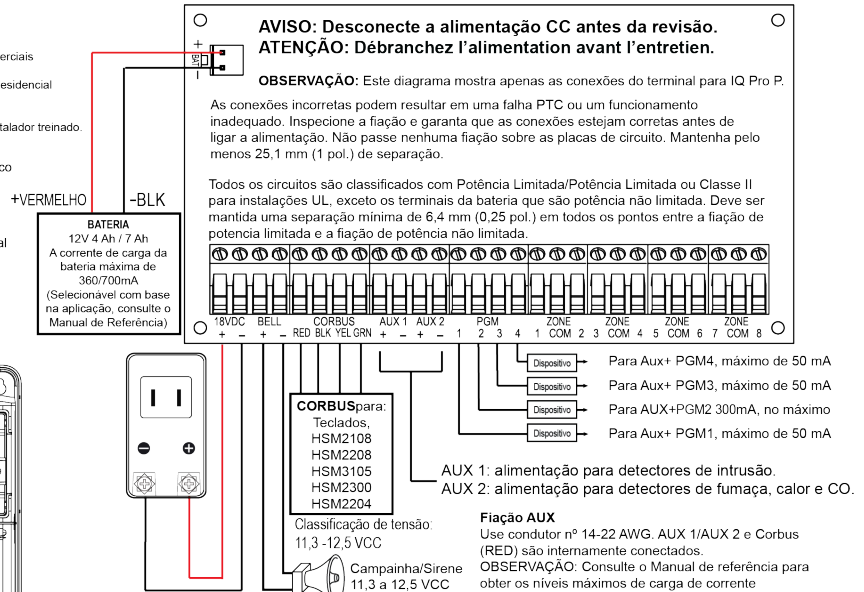 AVISO: Desconecte a alimentação CC antes da revisão.
ATENÇÃO: Débranchez l'alimentation avant l'entretien.
OBSERVAÇÃO: Este diagrama mostra apenas as conexões do terminal para IQ Pro P.
As conexões incorretas podem resultar em uma falha PTC ou um funcionamento
inadequado. Inspecione a fiação e garanta que as conexões estejam corretas antes de
ligar a alimentação. Não passe nenhuma fiação sobre as placas de circuito. Mantenha pelo
menos 25,1 mm (1 pol.) de separação.
Todos os circuitos são classificados com Potência Limitada/Potência Limitada ou Classe II
para instalações UL, exceto os terminais da bateria que são potência não limitada. Deve ser
mantida uma separação mínima de 6,4 mm (0,25 pol.) em todos os pontos entre a fiação de
potencia limitada e a fiação de potência não limitada.
erciais
esidencial
talador treinado.
co
al
+ BAT –
+VERMELHO
-BLK
BATERIA
12V 4 Ah / 7 Ah
A corrente de carga da
bateria máxima de
360/700mA
(Selecionável com base
na aplicação, consulte o
Manual de Referência)
18VDC BELL CORBUS AUX 1 AUX 2 PGM ZONE ZONE ZONE ZONE
+ – + – RED BLK YEL GRN + – + – 1 2 3 4 1 COM 2 3 COM 4 5 COM 6 7 COM 8
Dispositivo Para Aux+ PGM4, máximo de 50 mA
Dispositivo Para Aux+ PGM3, máximo de 50 mA
Dispositivo Para AUX+PGM2 300mA, no máximo
Dispositivo Para Aux+ PGM1, máximo de 50 mA
CORBUSpara:
Teclados,
HSM2108
HSM2208
HSM3105
HSM2300
HSM2204
Classificação de tensão:
11,3 -12,5 VCC
Campainha/Sirene
11,3 a 12,5 VCC
AUX 1: alimentação para detectores de intrusão.
AUX 2: alimentação para detectores de fumaça, calor e CO.
Fiação AUX
Use condutor nº 14-22 AWG. AUX 1/AUX 2 e Corbus
(RED) são internamente conectados.
OBSERVAÇÃO: Consulte o Manual de referência para
obter os níveis máximos de carga de corrente